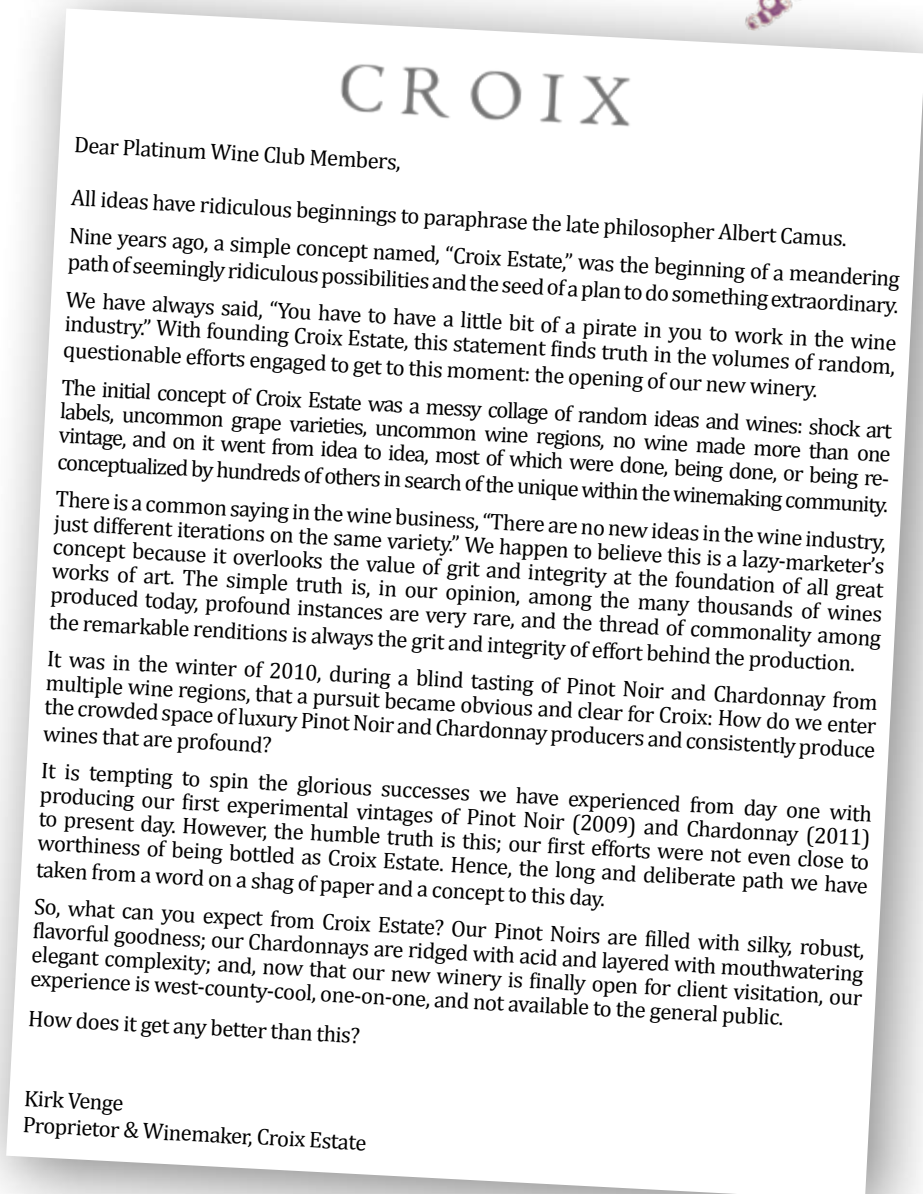 CROIX
Dear Platinum Wine Club Members,
All ideas have ridiculous beginnings to paraphrase the late philosopher Albert Camus.
Nine years ago, a simple concept named, “Croix Estate,” was the beginning of a meandering
path of seemingly ridiculous possibilities and the seed of a plan to do something extraordinary.
We have always said, “You have to have a little bit of a pirate in you to work in the wine
industry.” With founding Croix Estate, this statement finds truth in the volumes of random,
questionable efforts engaged to get to this moment: the opening of our new winery.
The initial concept of Croix Estate was a messy collage of random ideas and wines: shock art
labels, uncommon grape varieties, uncommon wine regions, no wine made more than one
vintage, and on it went from idea to idea, most of which were done, being done, or being re-
conceptualized by hundreds of others in search of the unique within the winemaking community.
There is a common saying in the wine business, “There are no new ideas in the wine industry,
just different iterations on the same variety.” We happen to believe this is a lazy-marketer’s
concept because it overlooks the value of grit and integrity at the foundation of all great
works of art. The simple truth is, in our opinion, among the many thousands of wines
produced today, profound instances are very rare, and the thread of commonality among
the remarkable renditions is always the grit and integrity of effort behind the production.
It was in the winter of 2010, during a blind tasting of Pinot Noir and Chardonnay from
multiple wine regions, that a pursuit became obvious and clear for Croix: How do we enter
the crowded space of luxury Pinot Noir and Chardonnay producers and consistently produce
wines that are profound?
It is tempting to spin the glorious successes we have experienced from day one with
producing our first experimental vintages of Pinot Noir (2009) and Chardonnay (2011)
to present day. However, the humble truth is this; our first efforts were not even close to
worthiness of being bottled as Croix Estate. Hence, the long and deliberate path we have
taken from a word on a shag of paper and a concept to this day.
So, what can you expect from Croix Estate? Our Pinot Noirs are filled with silky, robust,
flavorful goodness; our Chardonnays are ridged with acid and layered with mouthwatering
elegant complexity; and, now that our new winery is finally open for client visitation, our
experience is west-county-cool, one-on-one, and not available to the general public.
How does it get any better than this?
Kirk Venge
Proprietor & Winemaker, Croix Estate